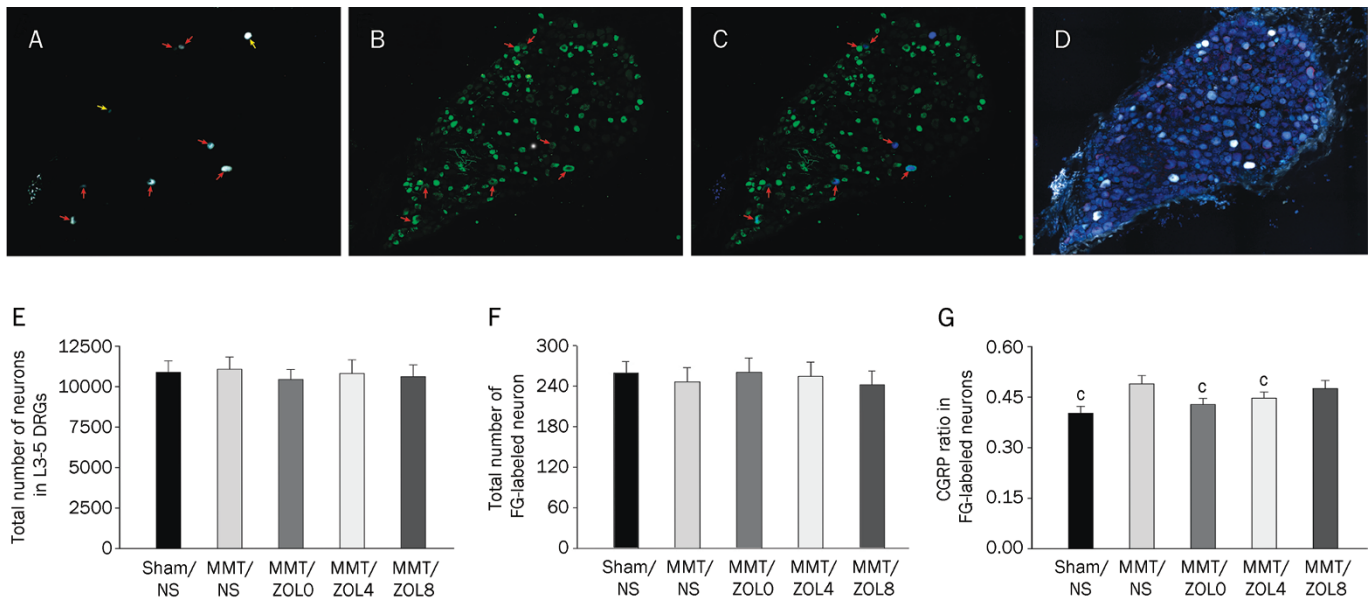 A
B
C
D
E
Total number of neurons
in L3-5 DRGs
12500
10000
7500
5000
2500
0
Sham/
NS
MMT/
NS
MMT/
ZOL0
MMT/
ZOL4
MMT/
ZOL8
F
Total number of
FG-labeled neuron
300
240
180
120
60
0
Sham/
NS
MMT/
NS
MMT/
ZOL0
MMT/
ZOL4
MMT/
ZOL8
G
CGRP ratio in
FG-labeled neurons
0.60
0.45
0.30
0.15
0.00
c
c
c
Sham/
NS
MMT/
NS
MMT/
ZOL0
MMT/
ZOL4
MMT/
ZOL8